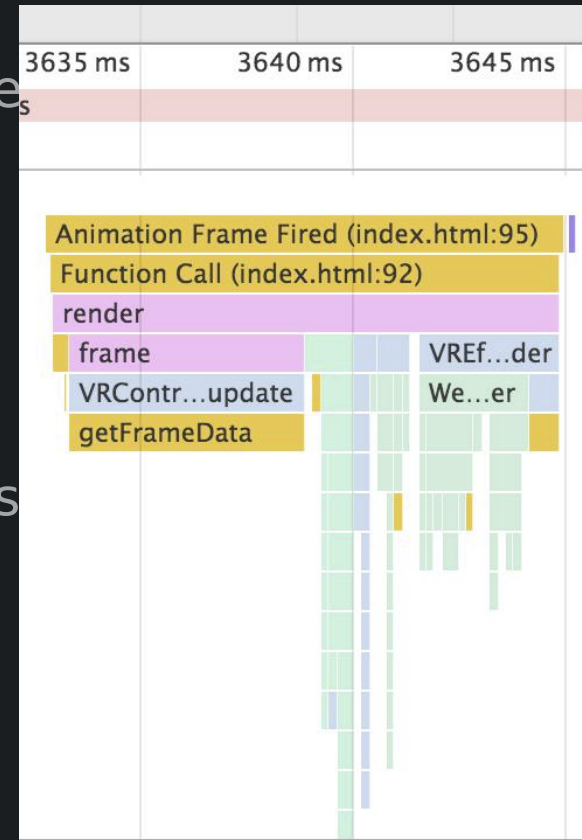 3635 ms 3640 ms 3645 ms
e
s
Animation Frame Fired (index.html:95)
Function Call (index.html:92)
render
frame VREf...der
VRContr...update We...er
getFrameData
s